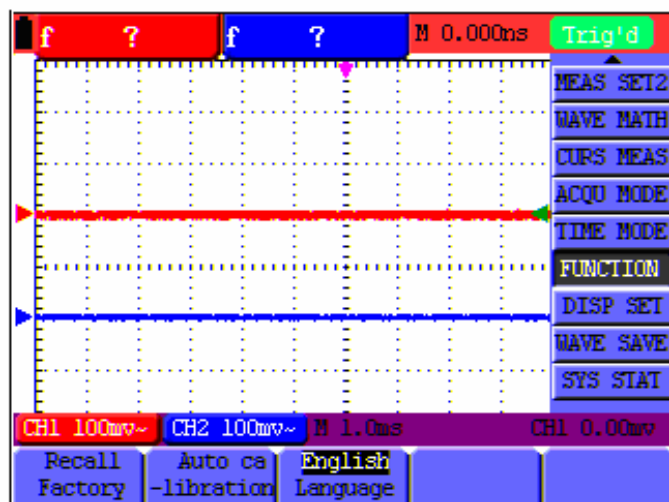 f ? f ? M 0.000ns Trig'd
MEAS SET2
WAVE MATH
CURS MEAS
ACQU MODE
TIME MODE
FUNCTION
DISP SET
WAVE SAVE
SYS STAT
CH1 100mv~ CH2 100mv~ M 1.0ms CH1 0.00mv
Recall
Factory
Auto ca
-libration
English
Language